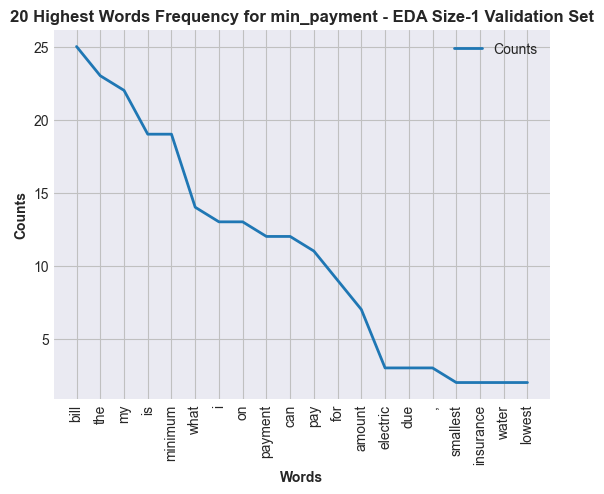 20 Highest Words Frequency for min_payment - EDA Size-1 Validation Set
Counts
25
20
15
10
5
Counts
bill
the
my
is
minimum
what
i
on
payment
can
pay
for
amount
electric
due
,
smallest
insurance
water
lowest
Words